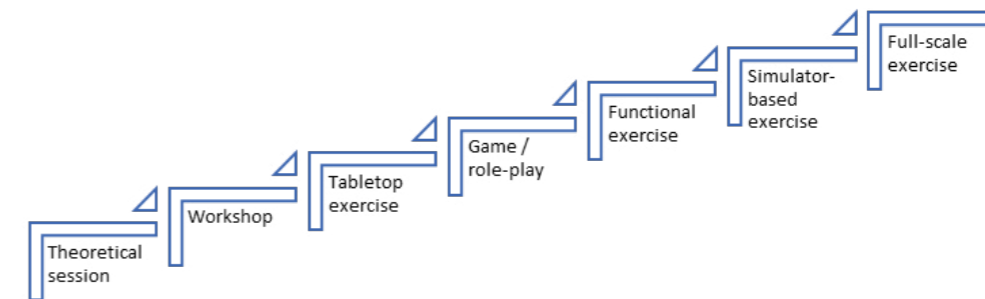 Theoretical
session
Workshop
Tabletop
exercise
Game /
role-play
Functional
exercise
Simulator-
based
exercise
Full-scale
exercise